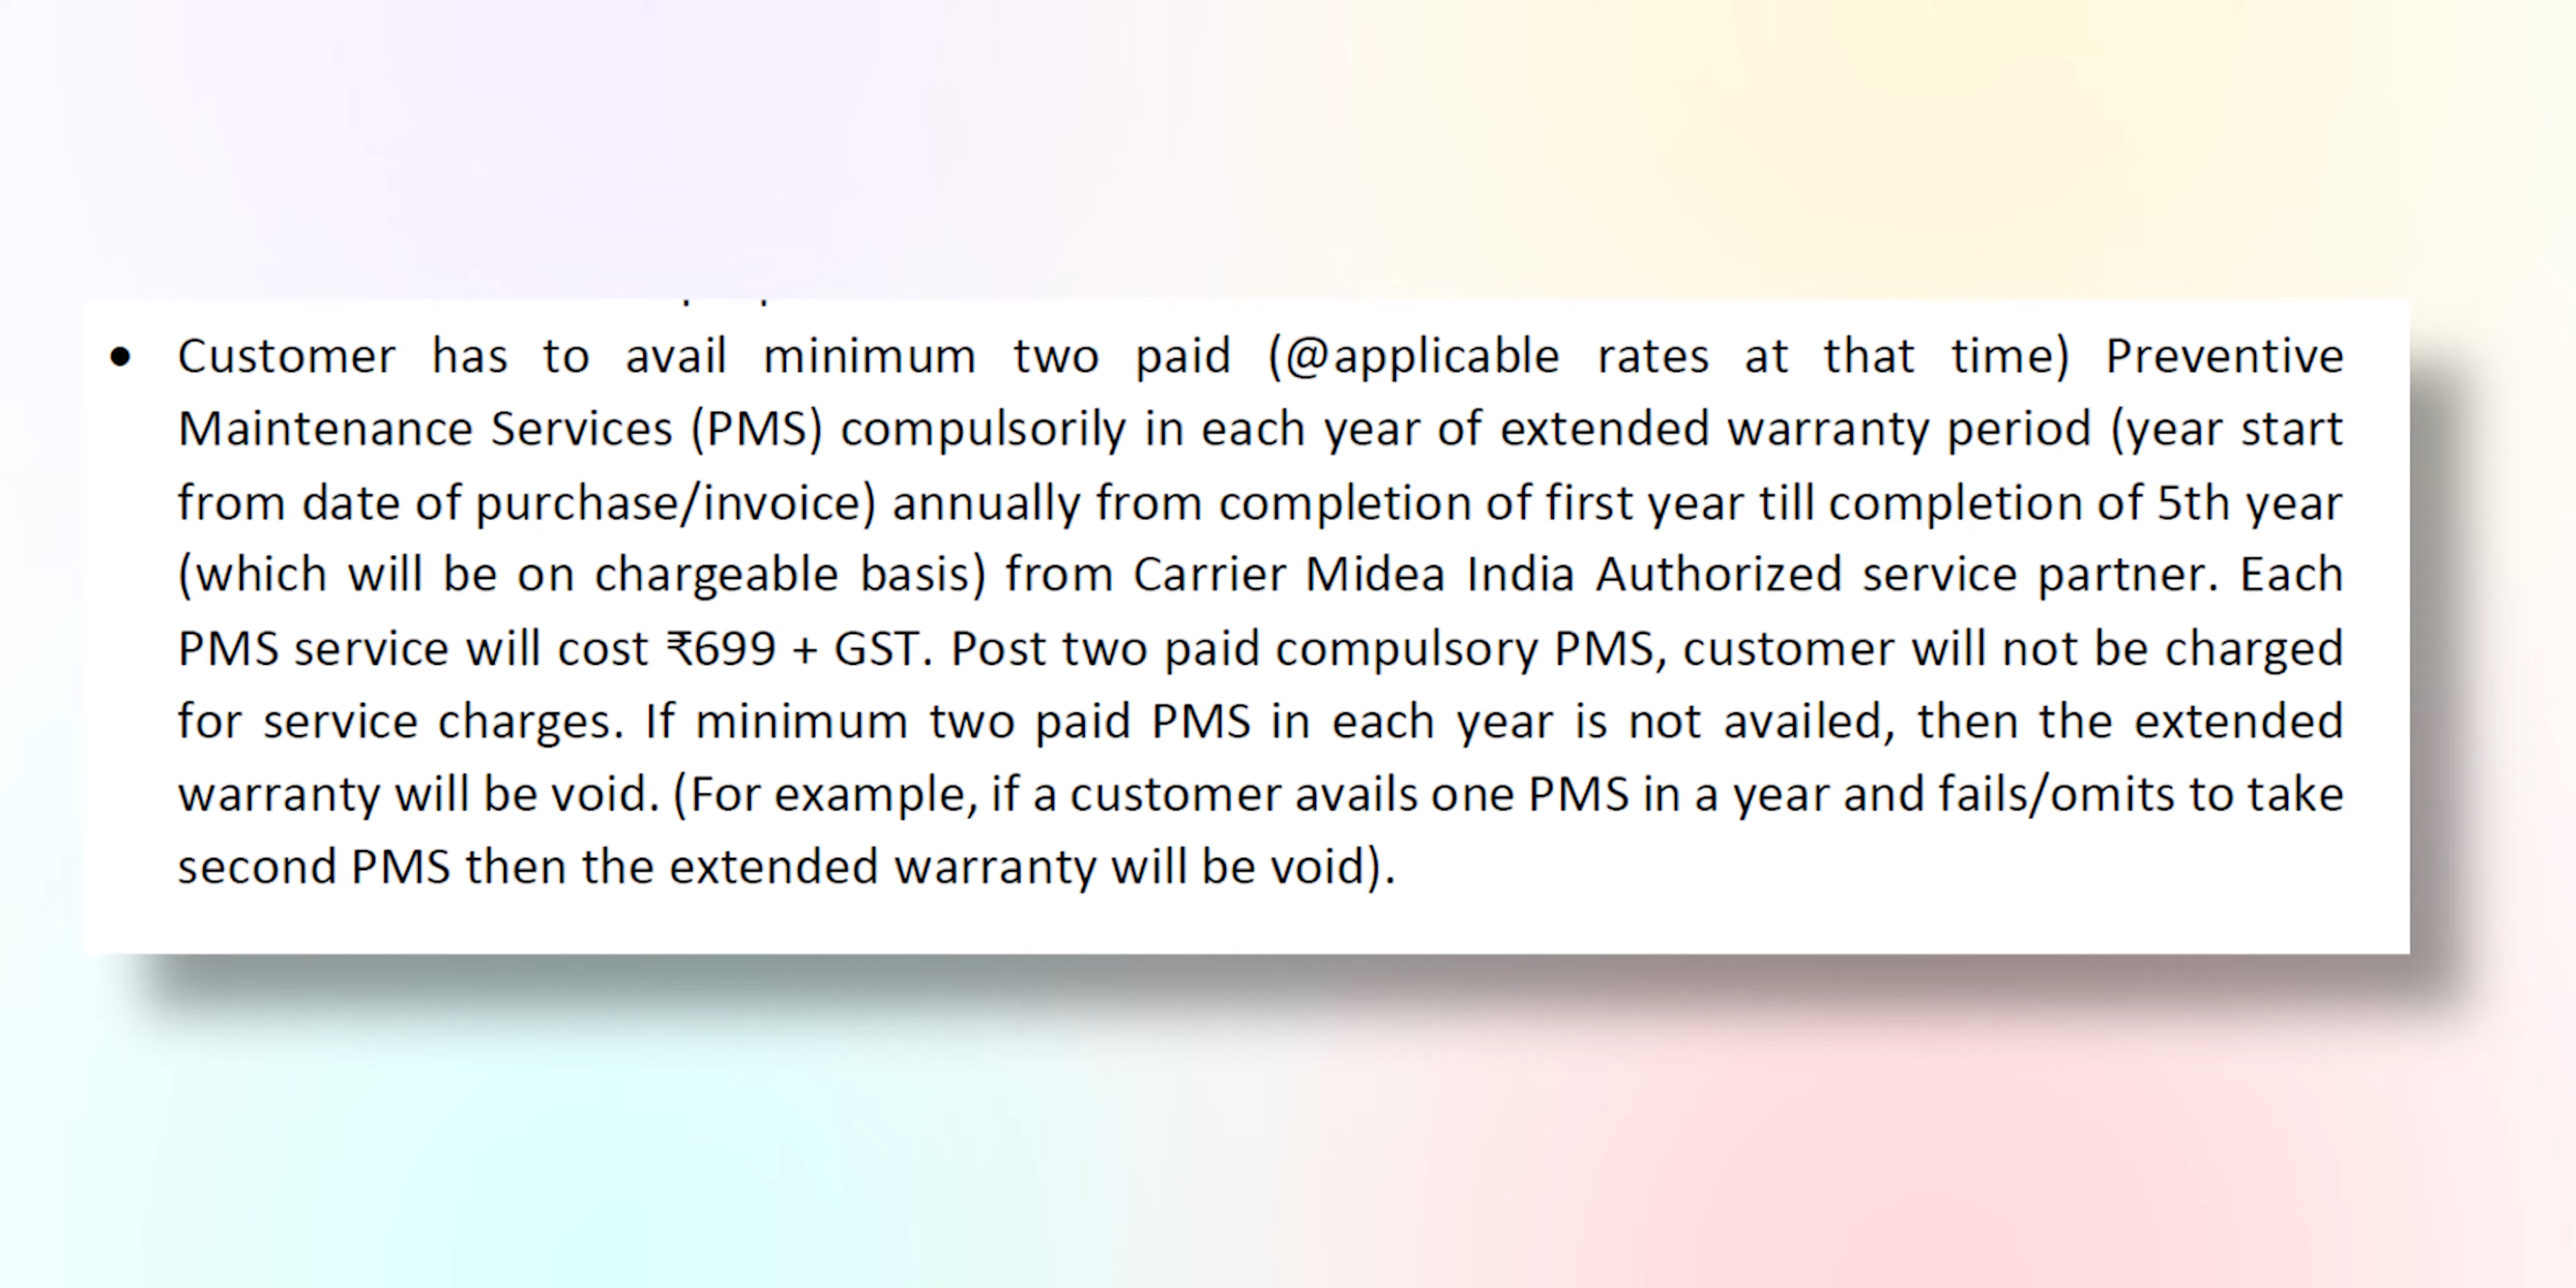 • Customer has to avail minimum two paid (@applicable rates at that time) Preventive
Maintenance Services (PMS) compulsorily in each year of extended warranty period (year start
from date of purchase/invoice) annually from completion of first year till completion of 5th year
(which will be on chargeable basis) from Carrier Midea India Authorized service partner. Each
PMS service will cost ₹699 + GST. Post two paid compulsory PMS, customer will not be charged
for service charges. If minimum two paid PMS in each year is not availed, then the extended
warranty will be void. (For example, if a customer avails one PMS in a year and fails/omits to take
second PMS then the extended warranty will be void).